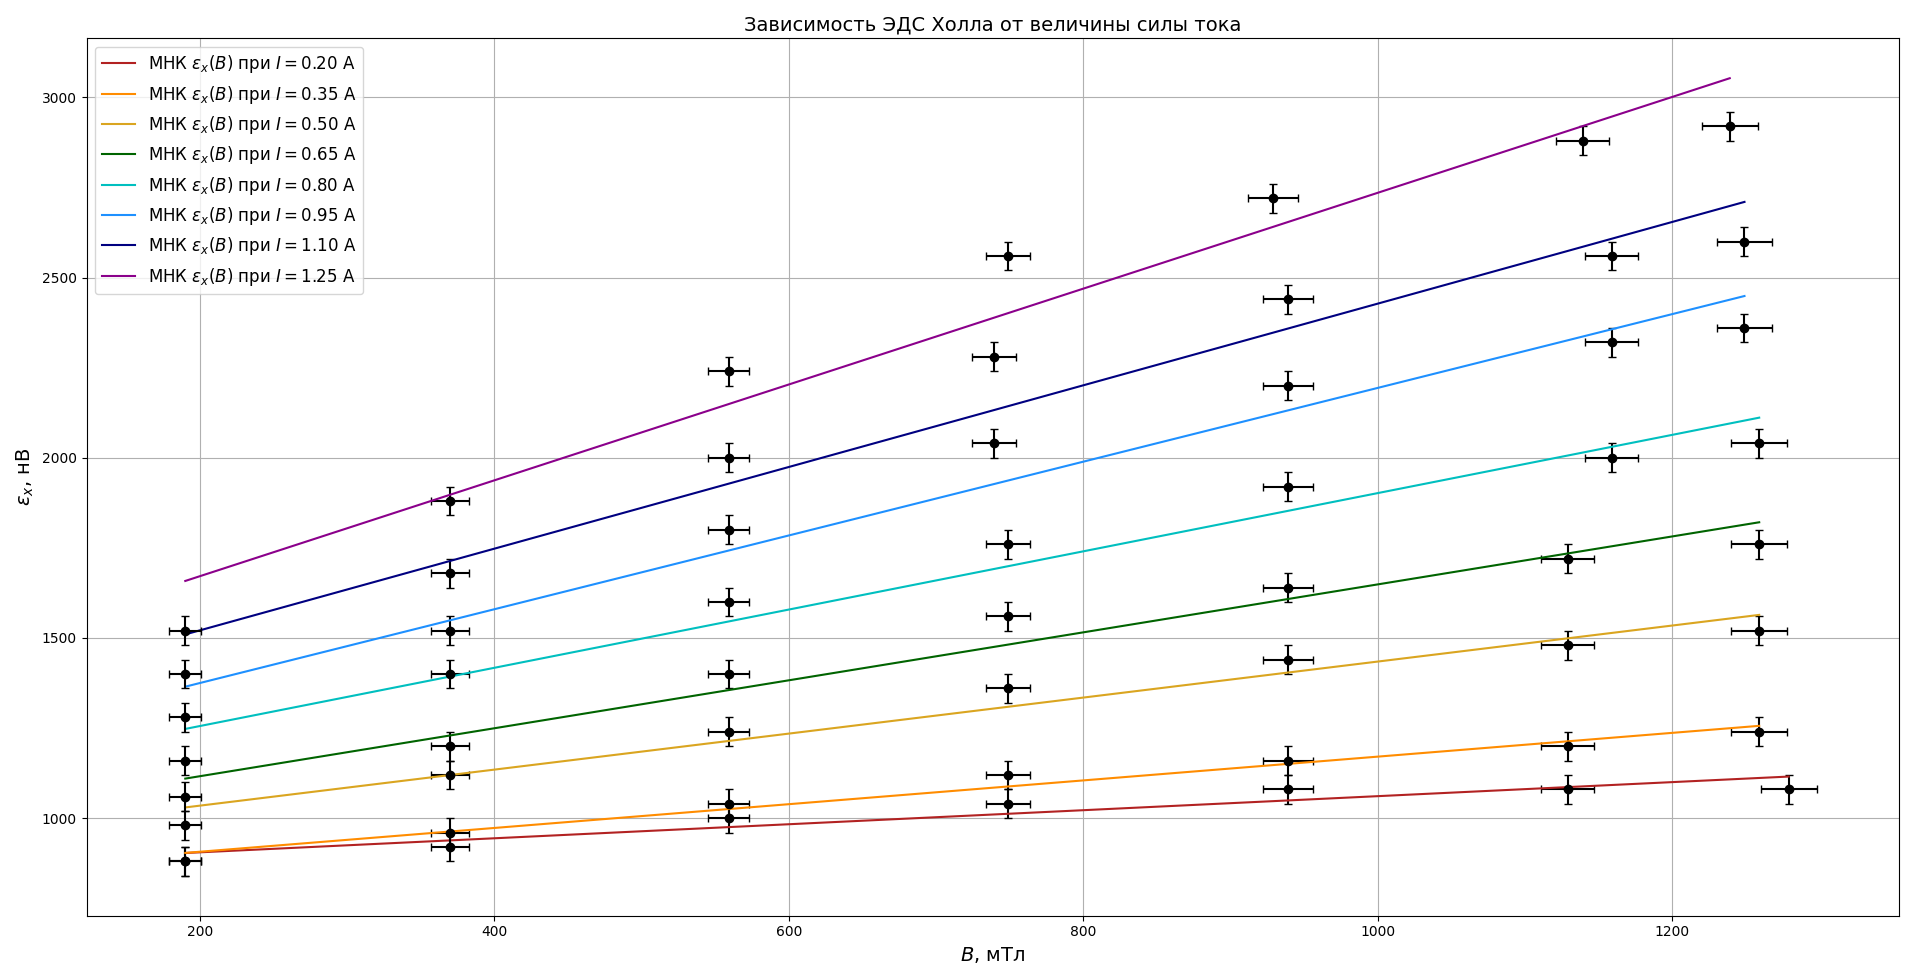 Зависимость ЭДС Холла от величины силы тока
МНК εₓ(B) при I = 0.20 А
МНК εₓ(B) при I = 0.35 А
МНК εₓ(B) при I = 0.50 А
МНК εₓ(B) при I = 0.65 А
МНК εₓ(B) при I = 0.80 А
МНК εₓ(B) при I = 0.95 А
МНК εₓ(B) при I = 1.10 А
МНК εₓ(B) при I = 1.25 А
3000
2500
2000
1500
1000
εₓ, нВ
200 400 600 800 1000 1200
B, мТл